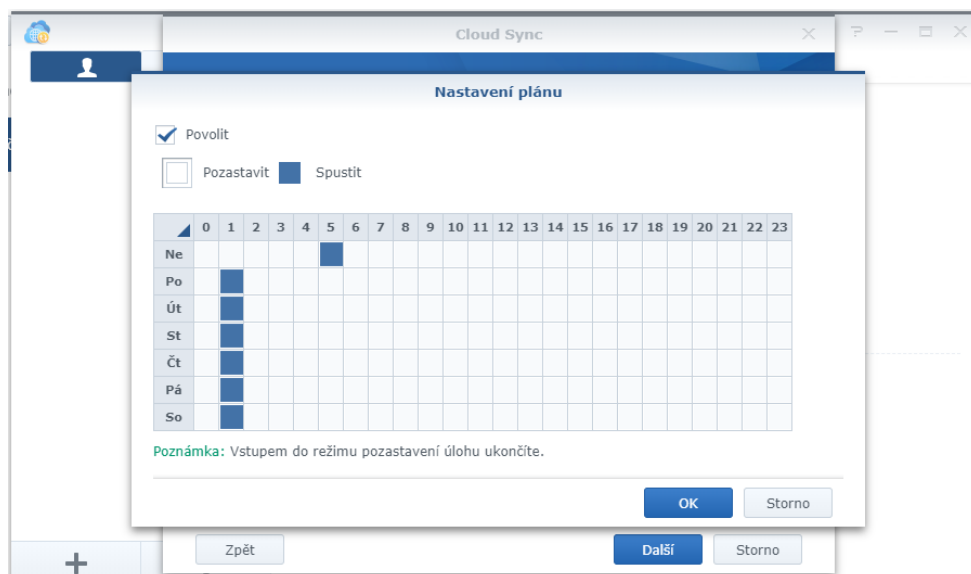 Cloud Sync
Nastavení plánu
Povolit
Pozastavit Spustit
0 1 2 3 4 5 6 7 8 9 10 11 12 13 14 15 16 17 18 19 20 21 22 23
Ne
Po
Út
St
Čt
Pá
So
Poznámka: Vstupem do režimu pozastavení úlohu ukončíte.
OK Storno
Zpět Další Storno